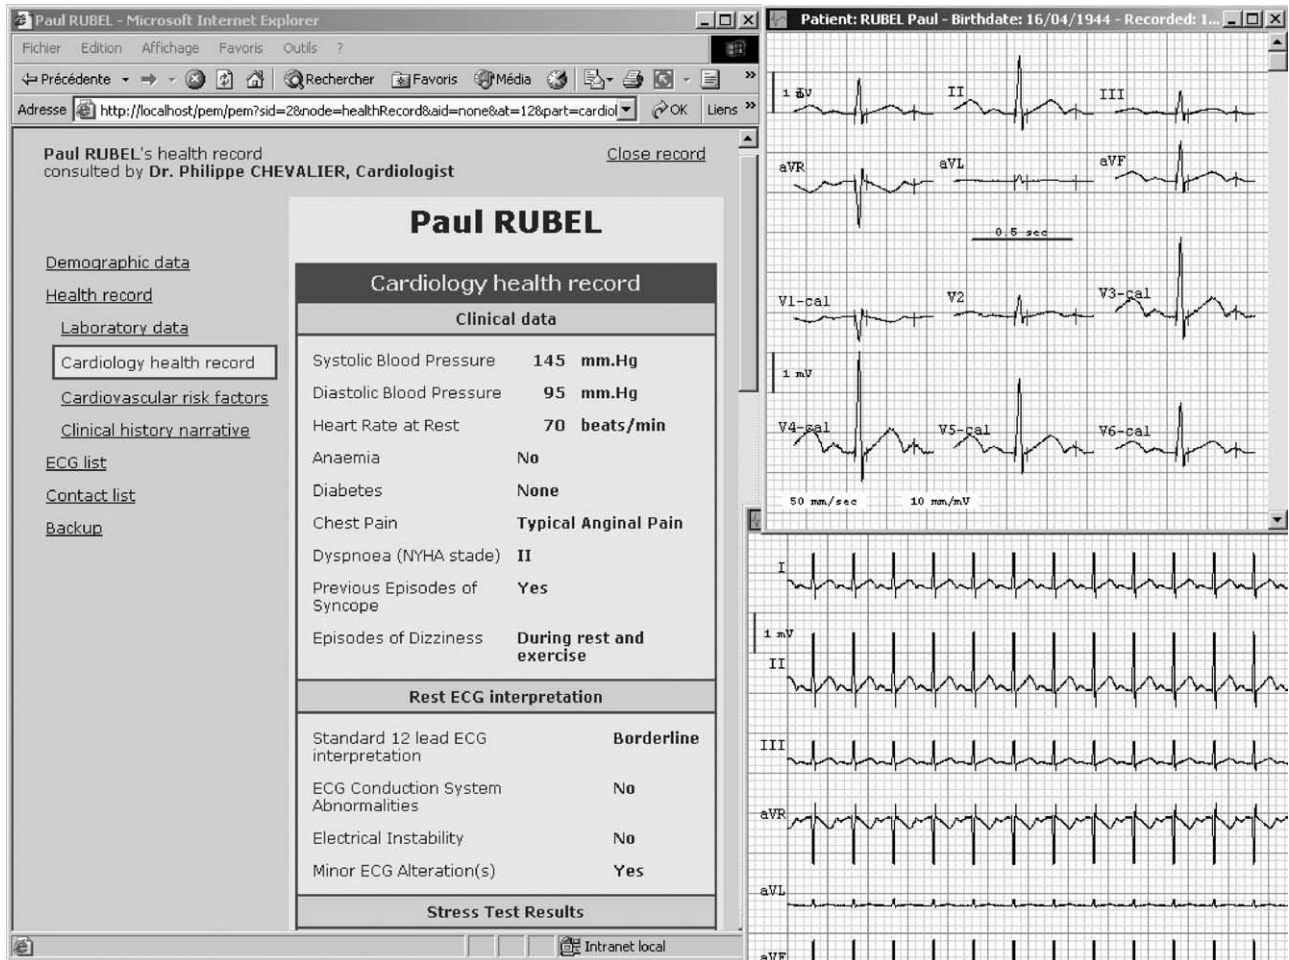 Paul RUBEL - Microsoft Internet Explorer
Fichier Edition Affichage Favoris Outils ?
Précédente Rechercher Favoris Média »
Adresse http://localhost/pem/pem?sid=2&node=healthRecord&aid=none&at=12&part=cardiol OK Liens »
Paul RUBEL's health record
consulted by Dr. Philippe CHEVALIER, Cardiologist
Close record
Demographic data
Health record
Laboratory data
Cardiology health record
Cardiovascular risk factors
Clinical history narrative
ECG list
Contact list
Backup
Paul RUBEL
Cardiology health record
Clinical data
Systolic Blood Pressure 145 mm.Hg
Diastolic Blood Pressure 95 mm.Hg
Heart Rate at Rest 70 beats/min
Anaemia No
Diabetes None
Chest Pain Typical Anginal Pain
Dyspnoea (NYHA stade) II
Previous Episodes of Yes
Syncope
Episodes of Dizziness During rest and
exercise
Rest ECG interpretation
Standard 12 lead ECG Borderline
interpretation
ECG Conduction System No
Abnormalities
Electrical Instability No
Minor ECG Alteration(s) Yes
Stress Test Results
Intranet local
Patient: RUBEL Paul - Birthdate: 16/04/1944 - Recorded: 1...
1 mV II III
aVR aVL aVF
0.5 sec
V1-cal V2 V3-cal
1 mV
V4-cal V5-cal V6-cal
50 mm/sec 10 mm/mV
I
1 mV
II
III
aVR
aVL
aVF